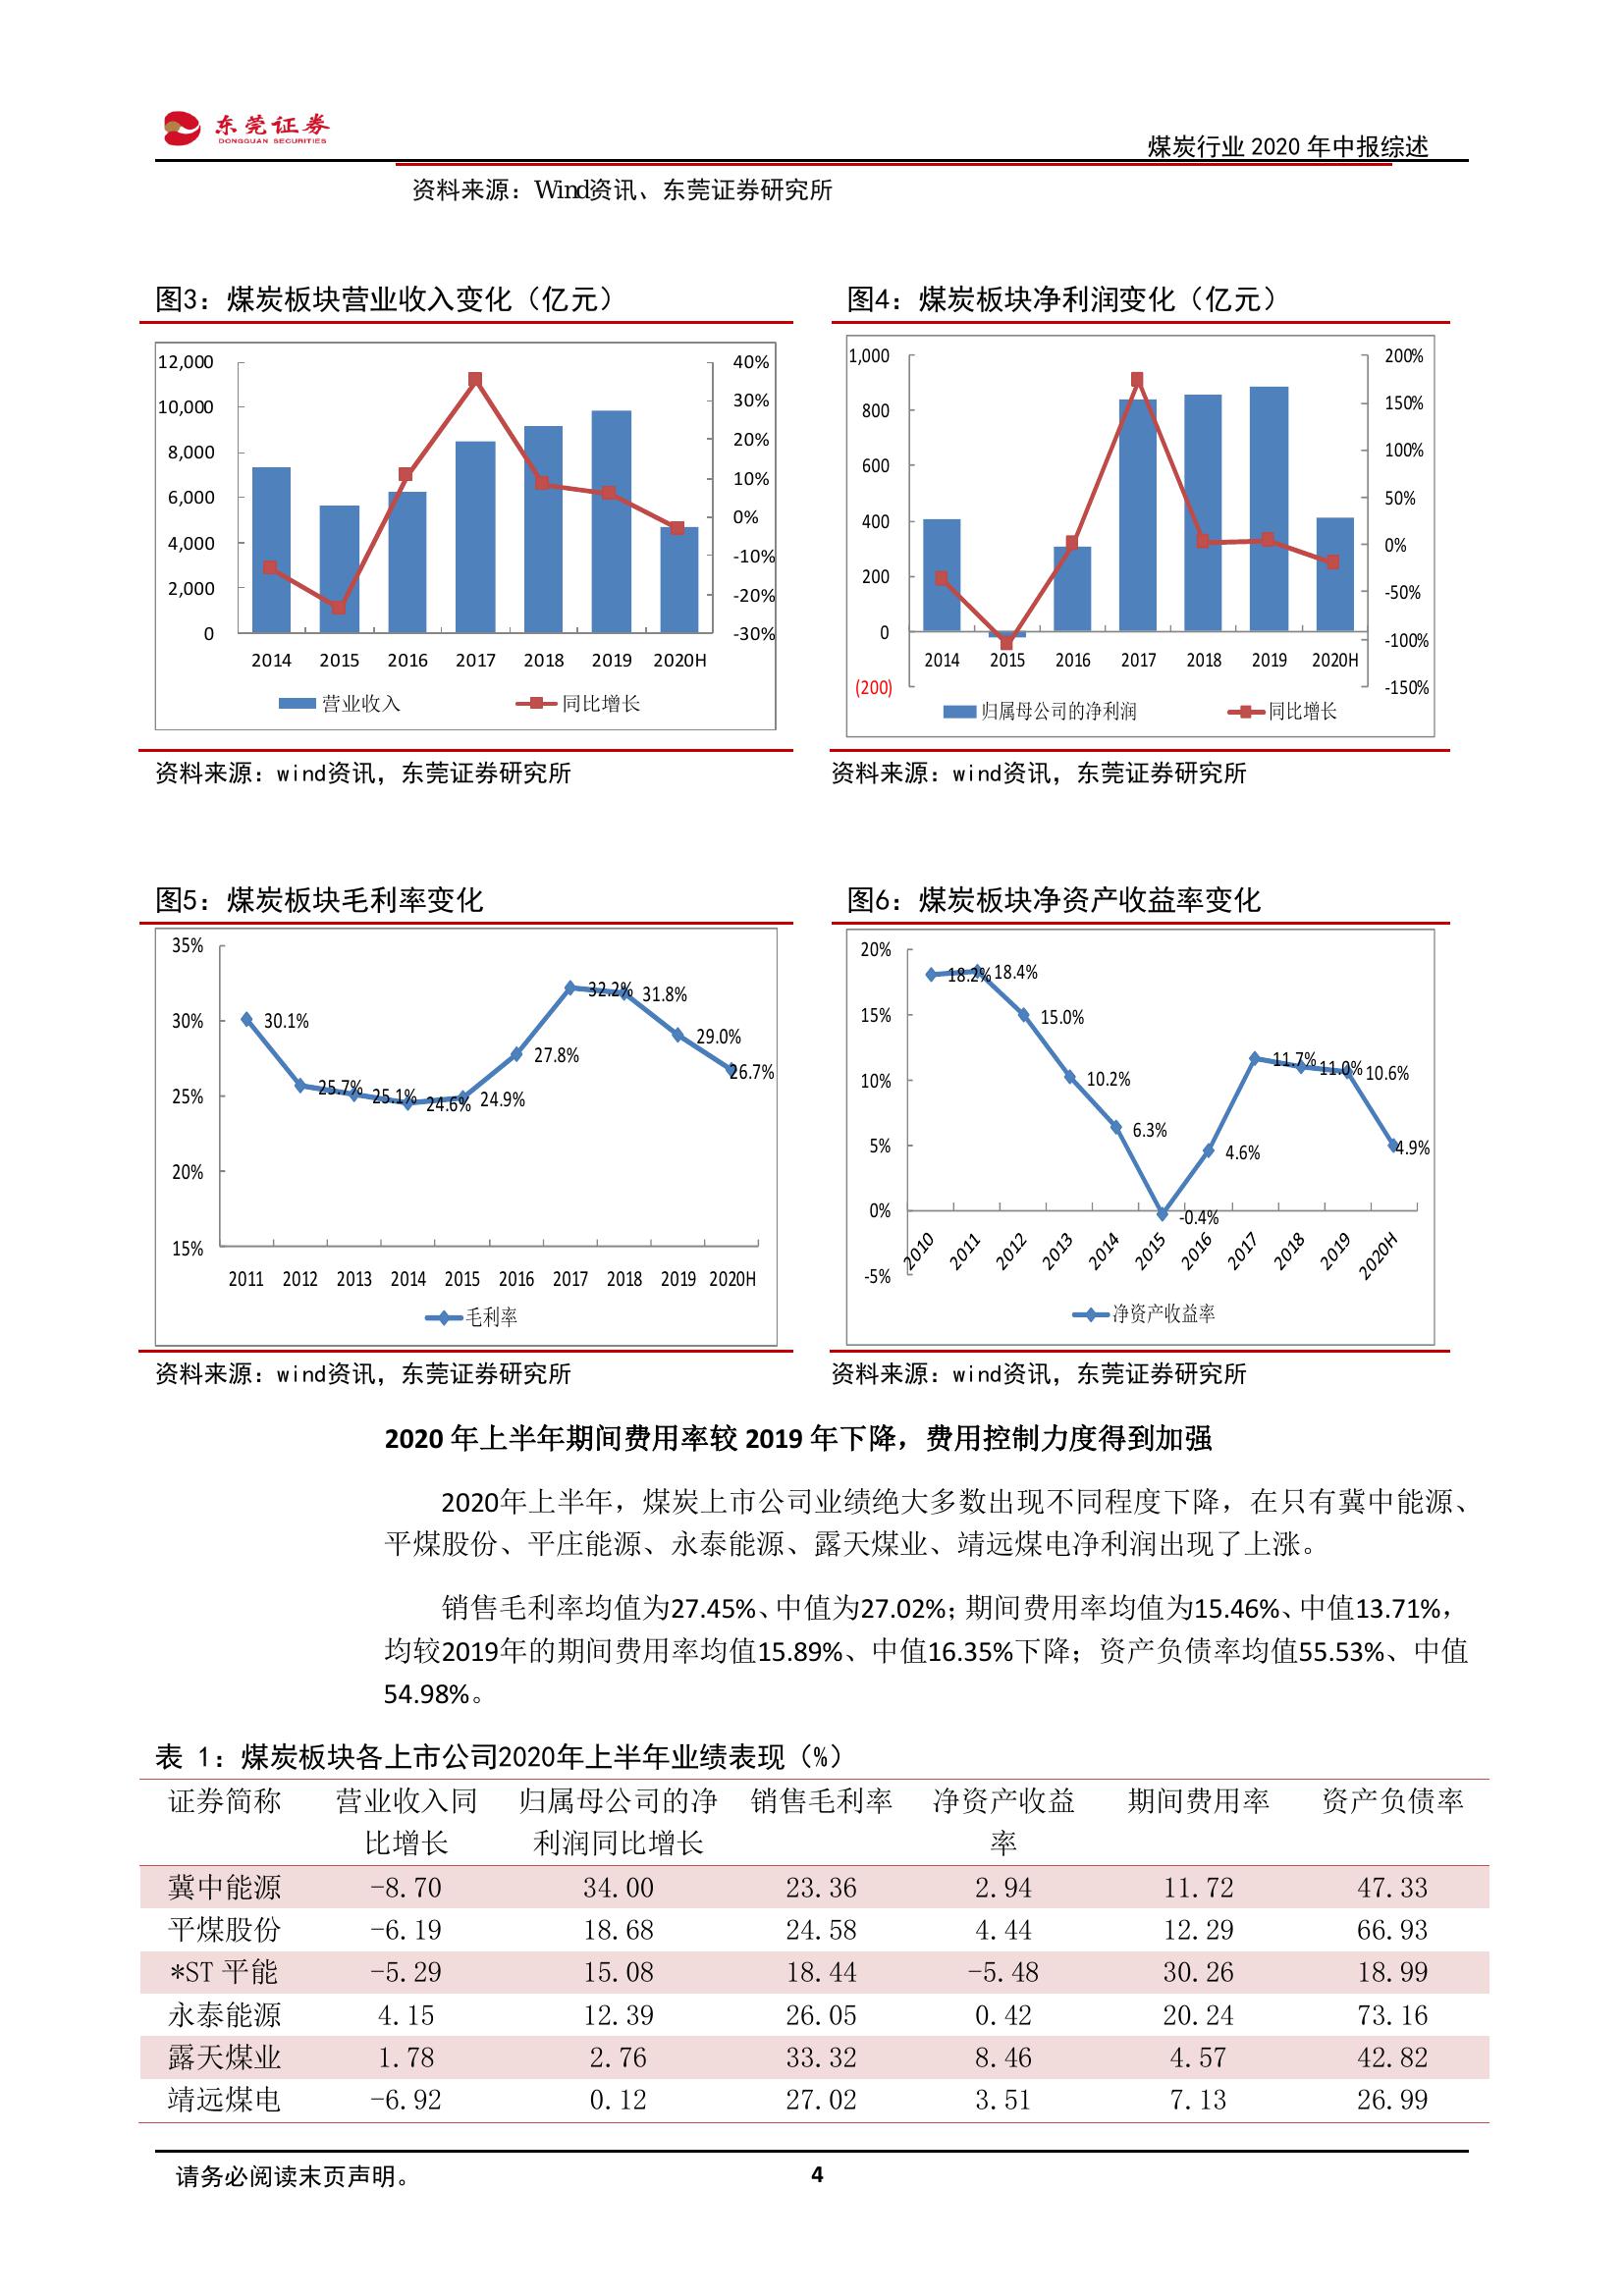 东莞证券
DONGGUAN SECURITIES
煤炭行业 2020 年中报综述
资料来源：Wind资讯、东莞证券研究所
图3：煤炭板块营业收入变化（亿元）
12,000
10,000
8,000
6,000
4,000
2,000
0
40%
30%
20%
10%
0%
-10%
-20%
-30%
2014 2015 2016 2017 2018 2019 2020H
营业收入 同比增长
资料来源：wind资讯，东莞证券研究所
图4：煤炭板块净利润变化（亿元）
1,000
800
600
400
200
0
(200)
200%
150%
100%
50%
0%
-50%
-100%
-150%
2014 2015 2016 2017 2018 2019 2020H
归属母公司的净利润 同比增长
资料来源：wind资讯，东莞证券研究所
图5：煤炭板块毛利率变化
35%
30%
25%
20%
15%
30.1% 25.7% 25.1% 24.6% 24.9% 27.8% 32.2% 31.8% 29.0% 26.7%
2011 2012 2013 2014 2015 2016 2017 2018 2019 2020H
毛利率
资料来源：wind资讯，东莞证券研究所
图6：煤炭板块净资产收益率变化
20%
15%
10%
5%
0%
-5%
18.2% 18.4% 15.0% 10.2% 6.3% -0.4% 4.6% 11.7% 11.0% 10.6% 4.9%
2010 2011 2012 2013 2014 2015 2016 2017 2018 2019 2020H
净资产收益率
资料来源：wind资讯，东莞证券研究所
2020 年上半年期间费用率较 2019 年下降，费用控制力度得到加强
2020年上半年，煤炭上市公司业绩绝大多数出现不同程度下降，在只有冀中能源、
平煤股份、平庄能源、永泰能源、露天煤业、靖远煤电净利润出现了上涨。
销售毛利率均值为27.45%、中值为27.02%；期间费用率均值为15.46%、中值13.71%，
均较2019年的期间费用率均值15.89%、中值16.35%下降；资产负债率均值55.53%、中值
54.98%。
表 1：煤炭板块各上市公司2020年上半年业绩表现（%）
证券简称 营业收入同 归属母公司的净 销售毛利率 净资产收益 期间费用率 资产负债率
比增长 利润同比增长 率
冀中能源 -8.70 34.00 23.36 2.94 11.72 47.33
平煤股份 -6.19 18.68 24.58 4.44 12.29 66.93
*ST 平能 -5.29 15.08 18.44 -5.48 30.26 18.99
永泰能源 4.15 12.39 26.05 0.42 20.24 73.16
露天煤业 1.78 2.76 33.32 8.46 4.57 42.82
靖远煤电 -6.92 0.12 27.02 3.51 7.13 26.99
请务必阅读末页声明。
4